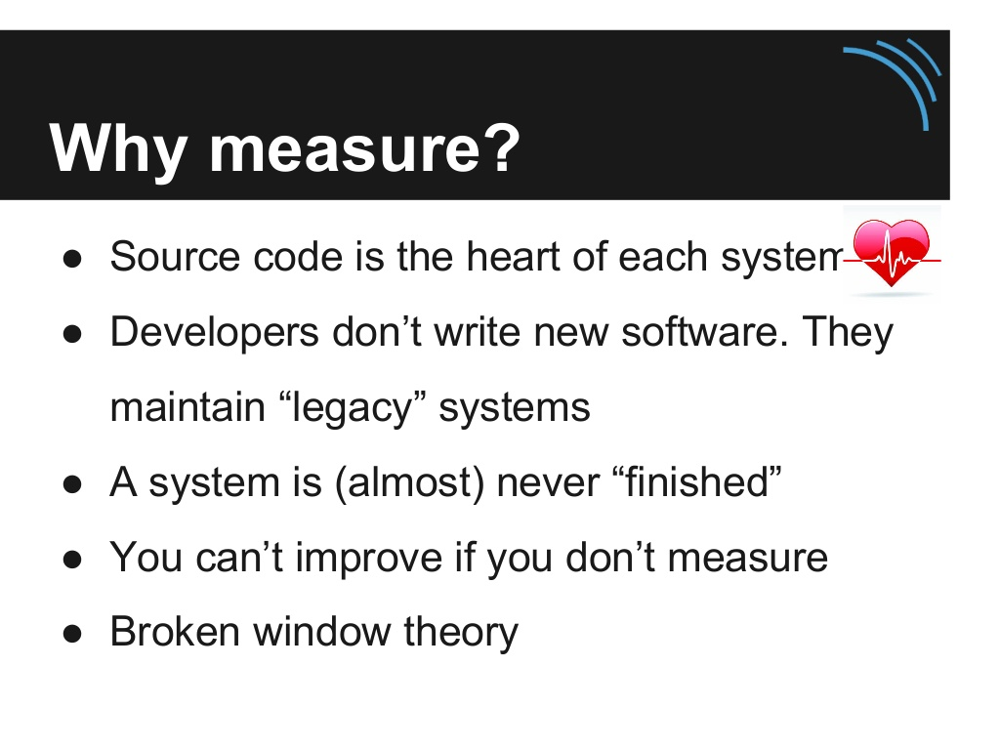 Why measure?
● Source code is the heart of each system
● Developers don’t write new software. They
maintain “legacy” systems
● A system is (almost) never “finished”
● You can’t improve if you don’t measure
● Broken window theory